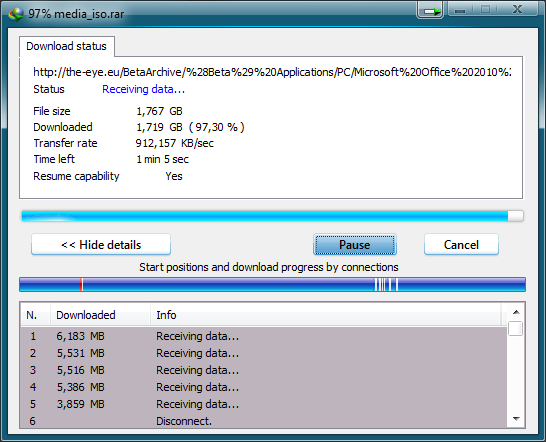 97% media_iso.rar
Download status
http://the-eye.eu/BetaArchive/%28Beta%29%20Applications/PC/Microsoft%20Office%202010%2
Status Receiving data...
File size 1,767 GB
Downloaded 1,719 GB ( 97,30 % )
Transfer rate 912,157 KB/sec
Time left 1 min 5 sec
Resume capability Yes
<< Hide details Pause Cancel
Start positions and download progress by connections
N. Downloaded Info
1 6,183 MB Receiving data...
2 5,531 MB Receiving data...
3 5,516 MB Receiving data...
4 5,386 MB Receiving data...
5 3,859 MB Receiving data...
6 Disconnect.